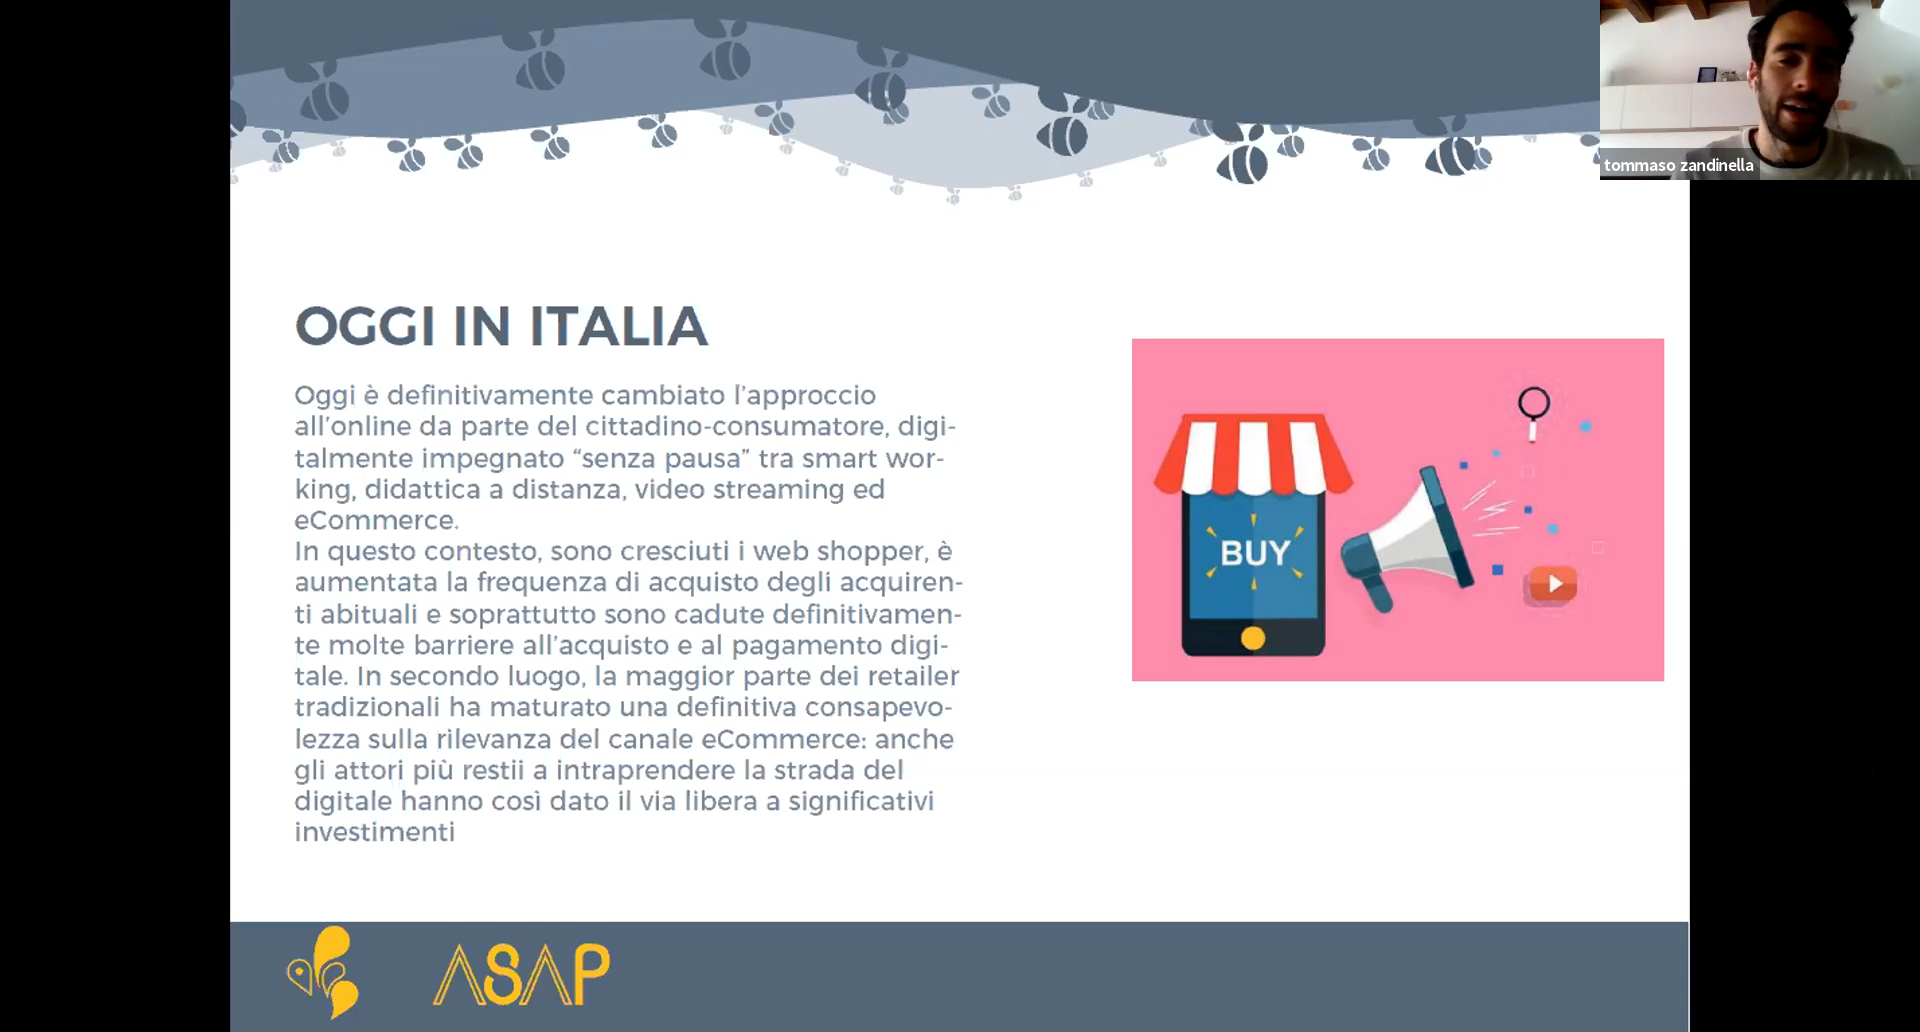 tommaso zandinella
OGGI IN ITALIA
Oggi è definitivamente cambiato l’approccio
all’online da parte del cittadino-consumatore, digi-
talmente impegnato “senza pausa” tra smart wor-
king, didattica a distanza, video streaming ed
eCommerce.
In questo contesto, sono cresciuti i web shopper, è
aumentata la frequenza di acquisto degli acquiren-
ti abituali e soprattutto sono cadute definitivamen-
te molte barriere all’acquisto e al pagamento digi-
tale. In secondo luogo, la maggior parte dei retailer
tradizionali ha maturato una definitiva consapevo-
lezza sulla rilevanza del canale eCommerce: anche
gli attori più restii a intraprendere la strada del
digitale hanno così dato il via libera a significativi
investimenti
BUY
ASAP